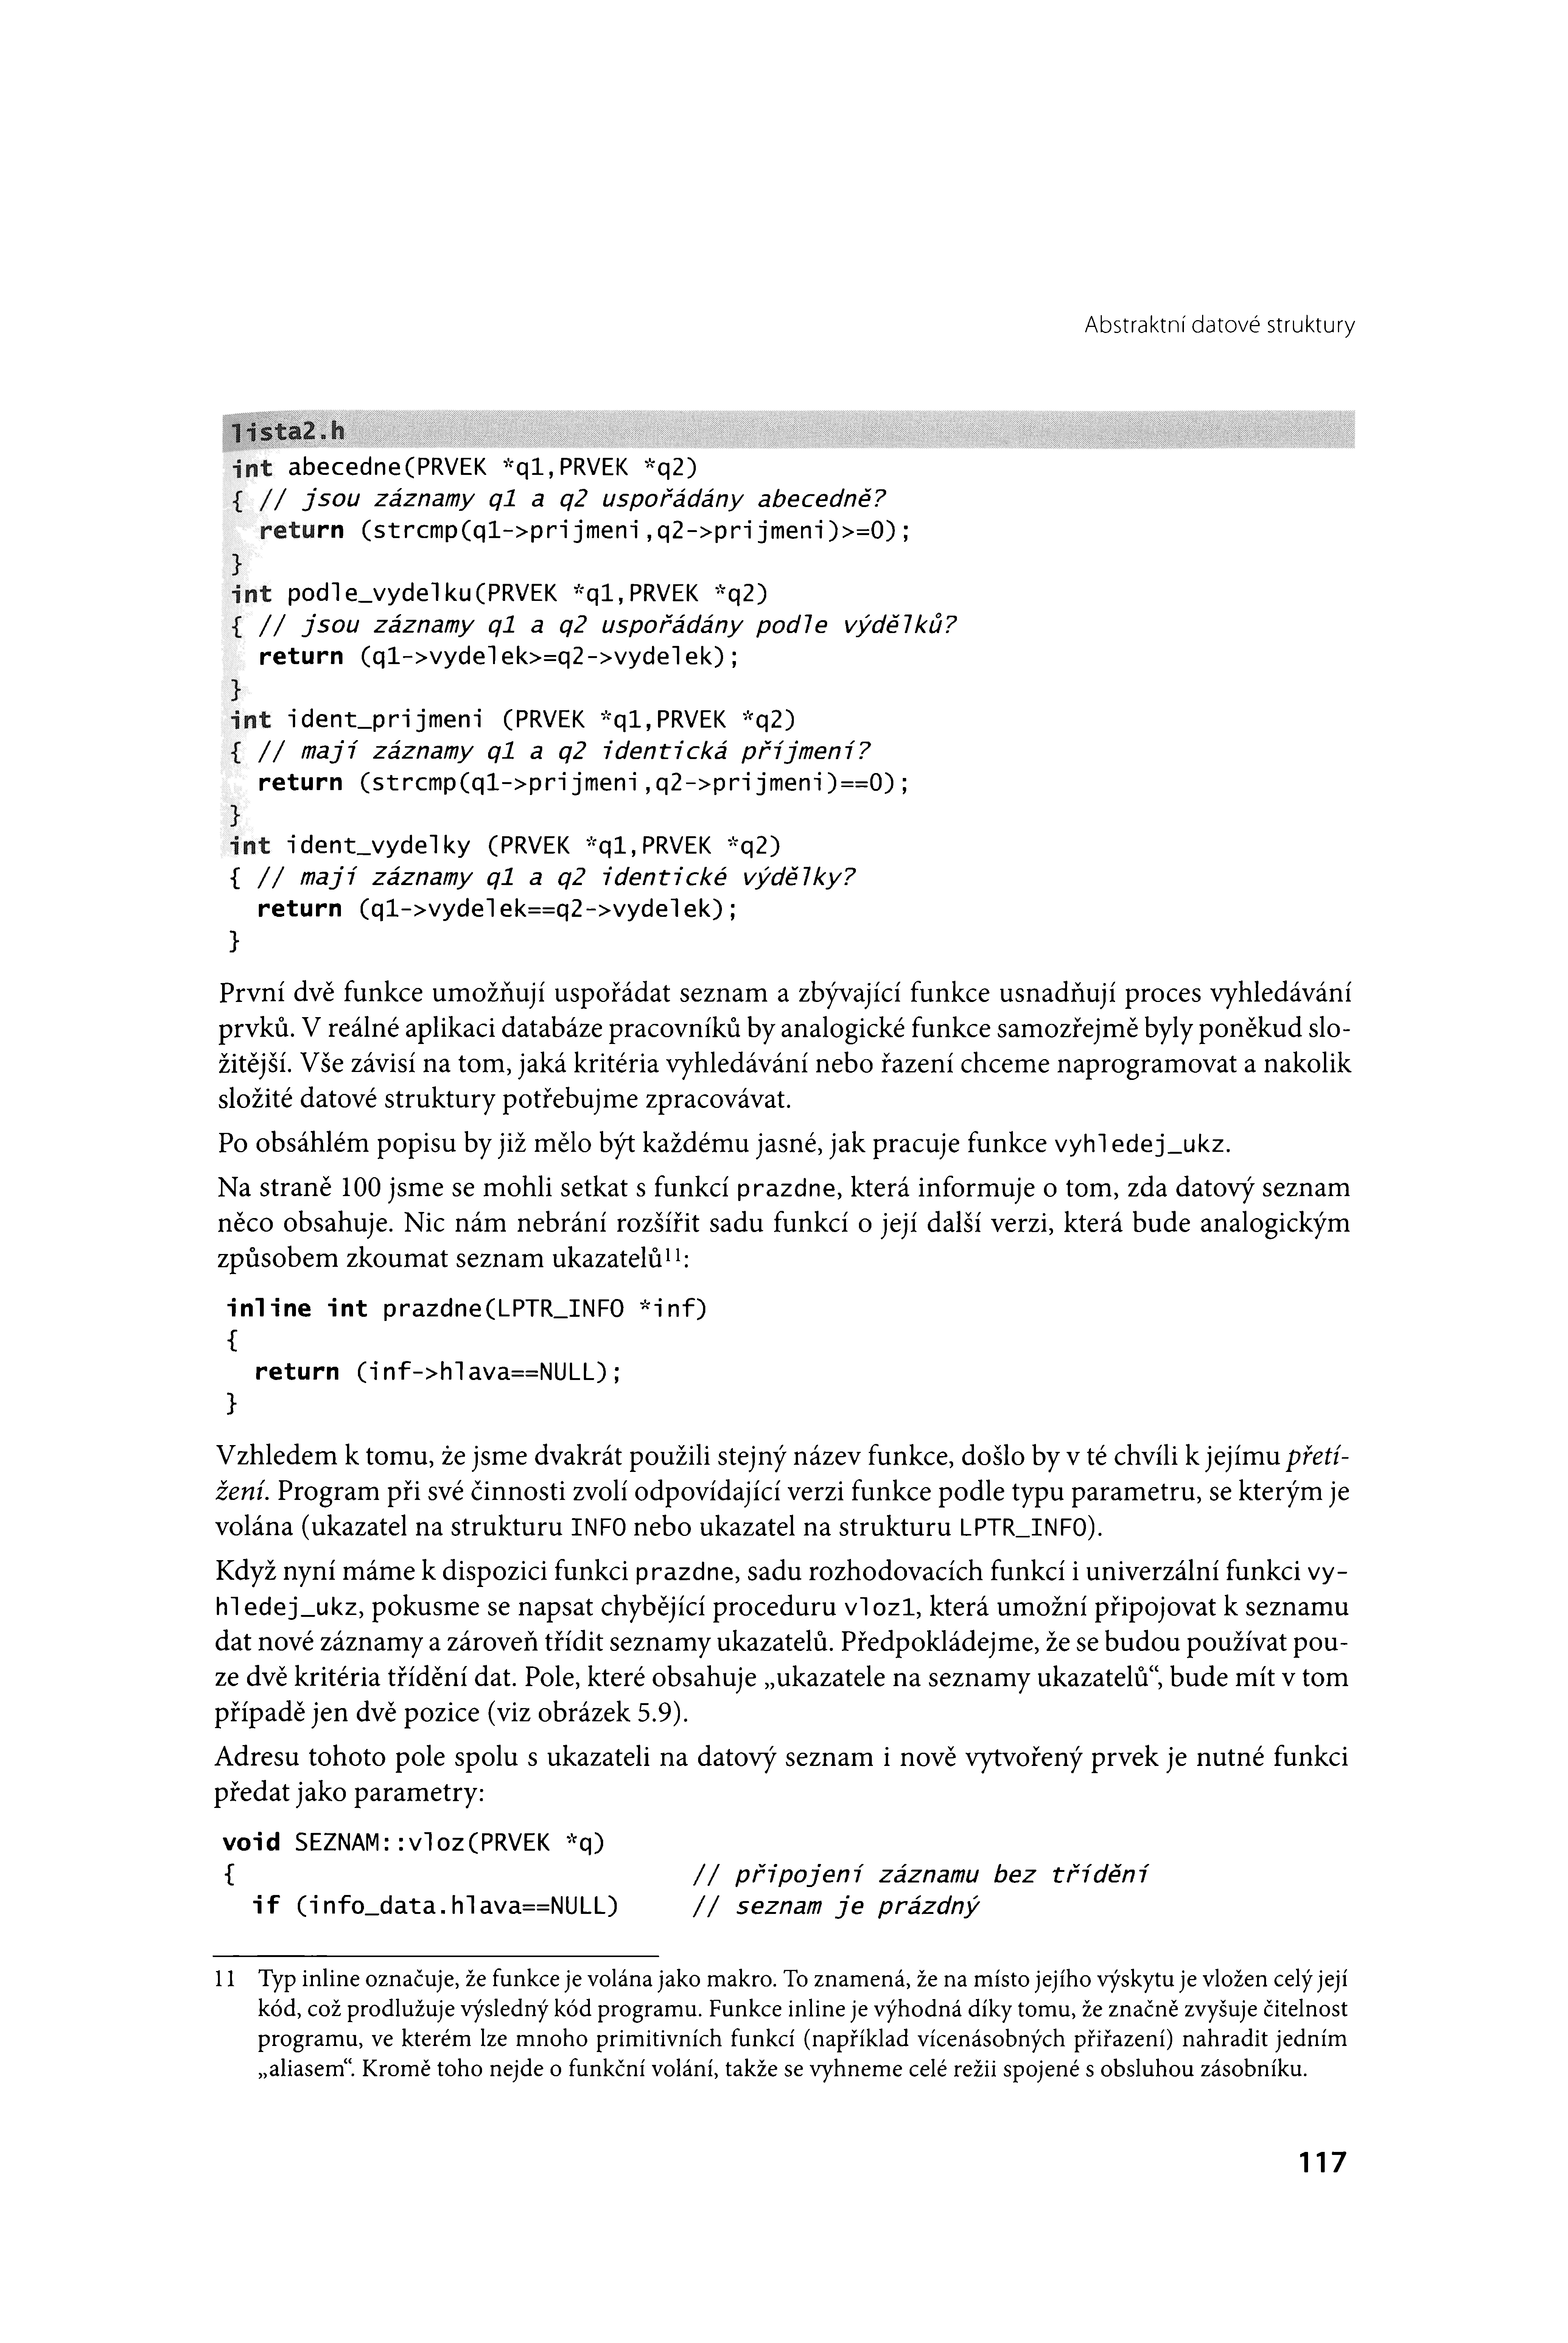 Abstraktní datové struktury
lista2.h
int abecedne(PRVEK *q1,PRVEK *q2)
{ // jsou záznamy q1 a q2 uspořádány abecedně?
return (strcmp(q1->prijmeni,q2->prijmeni)>=0);
}
int podle_vydelku(PRVEK *q1,PRVEK *q2)
{ // jsou záznamy q1 a q2 uspořádány podle výdělků?
return (q1->vydelek>=q2->vydelek);
}
int ident_prijmeni (PRVEK *q1,PRVEK *q2)
{ // mají záznamy q1 a q2 identická příjmení?
return (strcmp(q1->prijmeni,q2->prijmeni)==0);
}
int ident_vydelky (PRVEK *q1,PRVEK *q2)
{ // mají záznamy q1 a q2 identické výdělky?
return (q1->vydelek==q2->vydelek);
}
První dvě funkce umožňují uspořádat seznam a zbývající funkce usnadňují proces vyhledávání
prvků. V reálné aplikaci databáze pracovníků by analogické funkce samozřejmě byly poněkud slo-
žitější. Vše závisí na tom, jaká kritéria vyhledávání nebo řazení chceme naprogramovat a nakolik
složité datové struktury potřebujme zpracovávat.
Po obsáhlém popisu by již mělo být každému jasné, jak pracuje funkce vyhledej_ukz.
Na straně 100 jsme se mohli setkat s funkcí prazdne, která informuje o tom, zda datový seznam
něco obsahuje. Nic nám nebrání rozšířit sadu funkcí o její další verzi, která bude analogickým
způsobem zkoumat seznam ukazatelů¹¹:
inline int prazdne(LPTR_INFO *inf)
{
return (inf->hlava==NULL);
}
Vzhledem k tomu, że jsme dvakrát použili stejný název funkce, došlo by v té chvíli k jejímu přetí-
žení. Program při své činnosti zvolí odpovídající verzi funkce podle typu parametru, se kterým je
volána (ukazatel na strukturu INFO nebo ukazatel na strukturu LPTR_INFO).
Když nyní máme k dispozici funkci prazdne, sadu rozhodovacích funkcí i univerzální funkci vy-
hledej_ukz, pokusme se napsat chybějící proceduru vloz1, která umožní připojovat k seznamu
dat nové záznamy a zároveň třídit seznamy ukazatelů. Předpokládejme, že se budou používat pou-
ze dvě kritéria třídění dat. Pole, které obsahuje „ukazatele na seznamy ukazatelů“, bude mít v tom
případě jen dvě pozice (viz obrázek 5.9).
Adresu tohoto pole spolu s ukazateli na datový seznam i nově vytvořený prvek je nutné funkci
předat jako parametry:
void SEZNAM::vloz(PRVEK *q)
{ // připojení záznamu bez třídění
if (info_data.hlava==NULL) // seznam je prázdný
11 Typ inline označuje, že funkce je volána jako makro. To znamená, že na místo jejího výskytu je vložen celý její
kód, což prodlužuje výsledný kód programu. Funkce inline je výhodná díky tomu, že značně zvyšuje čitelnost
programu, ve kterém lze mnoho primitivních funkcí (například vícenásobných přiřazení) nahradit jedním
„aliasem“. Kromě toho nejde o funkční volání, takže se vyhneme celé režii spojené s obsluhou zásobníku.
117